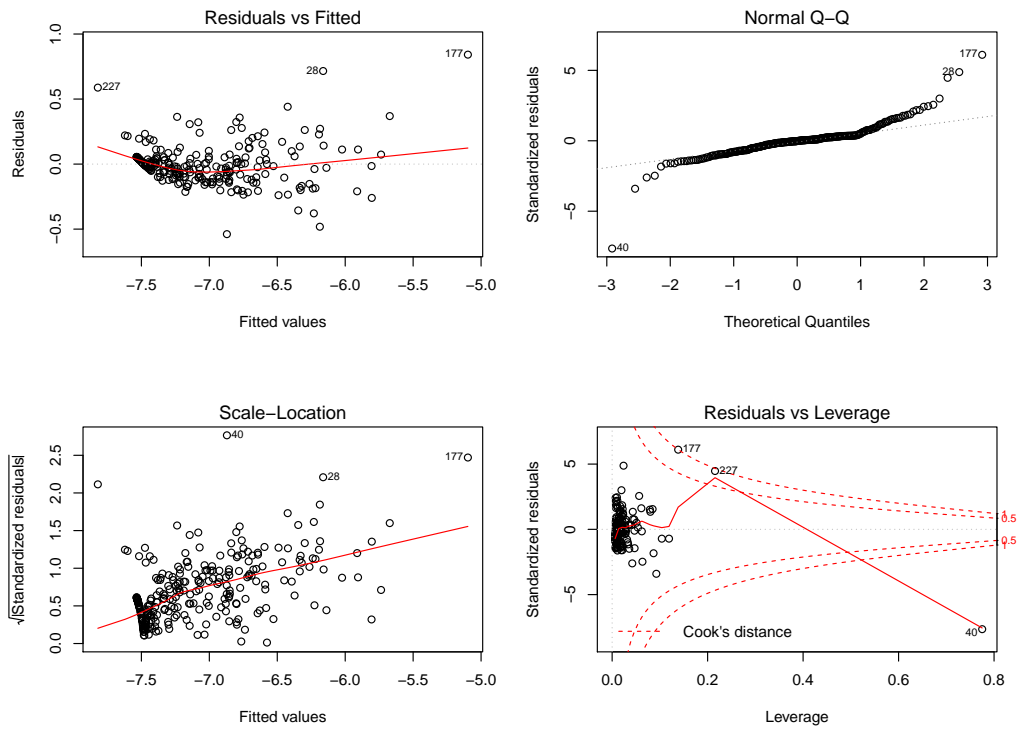 Residuals vs Fitted
Residuals
1.0
0.5
0.0
−0.5
177
28
227
−7.5 −7.0 −6.5 −6.0 −5.5 −5.0
Fitted values
Normal Q−Q
Standardized residuals
5
0
−5
177
28
40
−3 −2 −1 0 1 2 3
Theoretical Quantiles
Scale−Location
√|Standardized residuals|
2.5
2.0
1.5
1.0
0.5
0.0
40
28
177
−7.5 −7.0 −6.5 −6.0 −5.5 −5.0
Fitted values
Residuals vs Leverage
Standardized residuals
5
0
−5
177
227
40
1
0.5
0.5
1
Cook's distance
0.0 0.2 0.4 0.6 0.8
Leverage